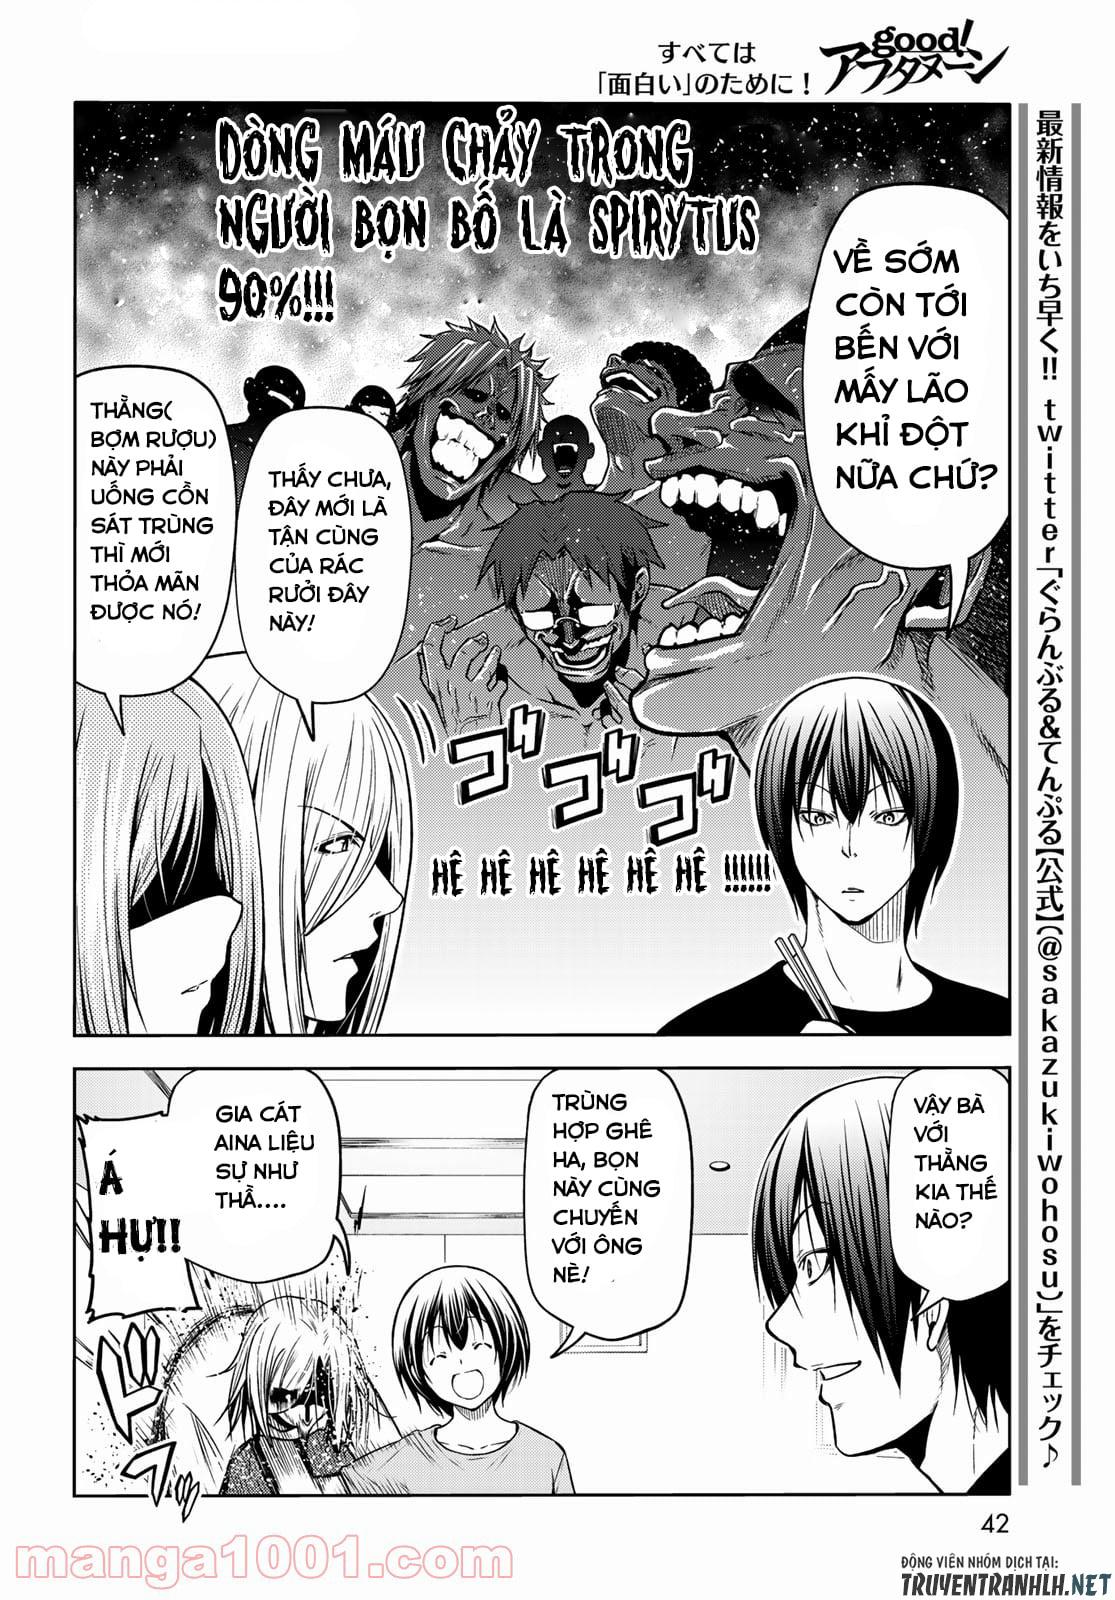 すべては
「面白い」のために！
good!
アフタヌーン
DÒNG MÁU CHẢY TRONG
NGƯỜI BỌN BỐ LÀ SPIRYTUS
90%!!!
VỀ SỚM
CÒN TỚI
BẾN VỚI
MẤY LÃO
KHỈ ĐỘT
NỮA CHỨ?
THẤY CHƯA,
ĐÂY MỚI LÀ
TẬN CÙNG
CỦA RÁC
RƯỞI ĐÂY
NÀY!
THẰNG(
BỢM RƯỢU)
NÀY PHẢI
UỐNG CỒN
SÁT TRÙNG
THÌ MỚI
THỎA MÃN
ĐƯỢC NÓ!
ゴゴゴ
HÊ HÊ HÊ HÊ HÊ HÊ !!!!!!
VẬY BÀ
VỚI
THẰNG
KIA THẾ
NÀO?
TRÙNG
HỢP GHÊ
HA, BỌN
NÀY CÙNG
CHUYẾN
VỚI ÔNG
NÈ!
GIA CÁT
AINA LIỆU
SỰ NHƯ
THẦ....
Á
HỰ!!
ドブッ
最新情報をいち早く!! twitter「ぐらんぶる&てんぷる【公式】(@sakazukiwohosu)」をチェック♪
42
manga1001.com
ĐỘNG VIÊN NHÓM DỊCH TẠI:
TRUYENTRANHLH.NET